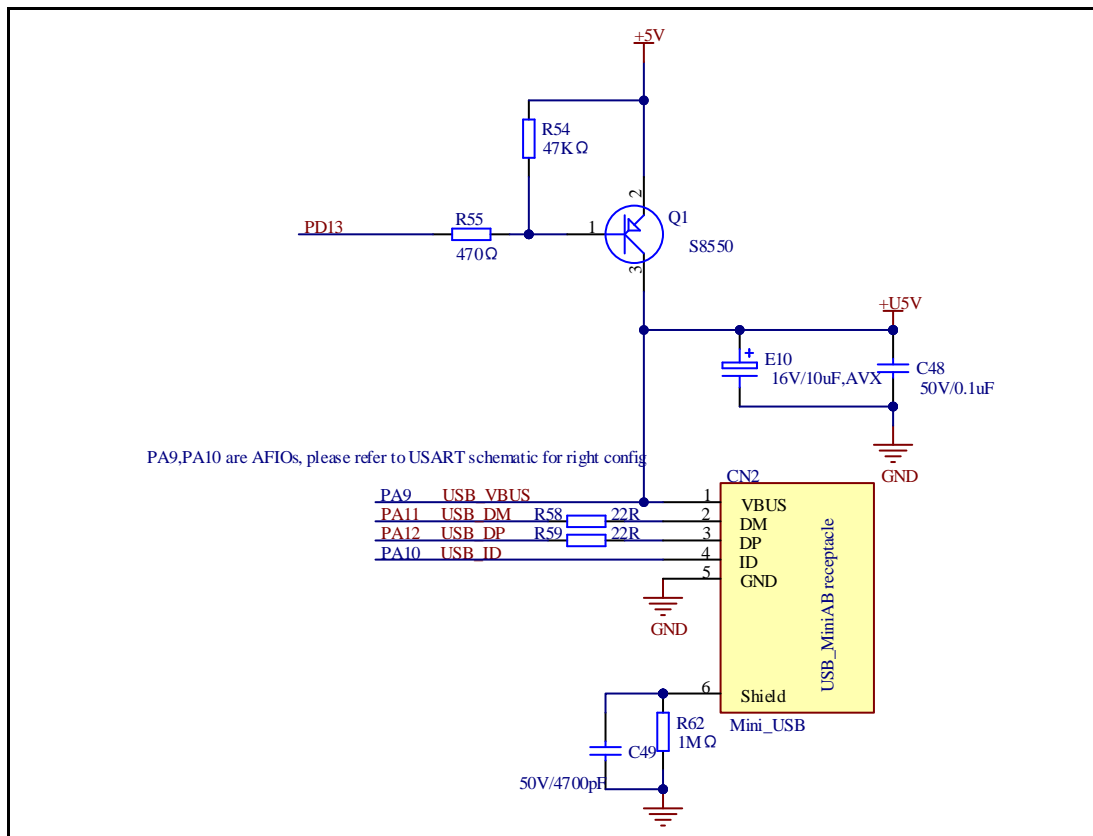 +5V
R54
47KΩ
2
Q1
PD13
R55
1
470Ω
S8550
3
+U5V
E10
16V/10uF,AVX
C48
50V/0.1uF
GND
PA9,PA10 are AFIOs, please refer to USART schematic for right config
CN2
PA9 USB_VBUS 1 VBUS
PA11 USB_DM R58 22R 2 DM
PA12 USB_DP R59 22R 3 DP
PA10 USB_ID 4 ID
5 GND
GND
USB_MiniAB receptacle
6 Shield
Mini_USB
R62
1MΩ
C49
50V/4700pF